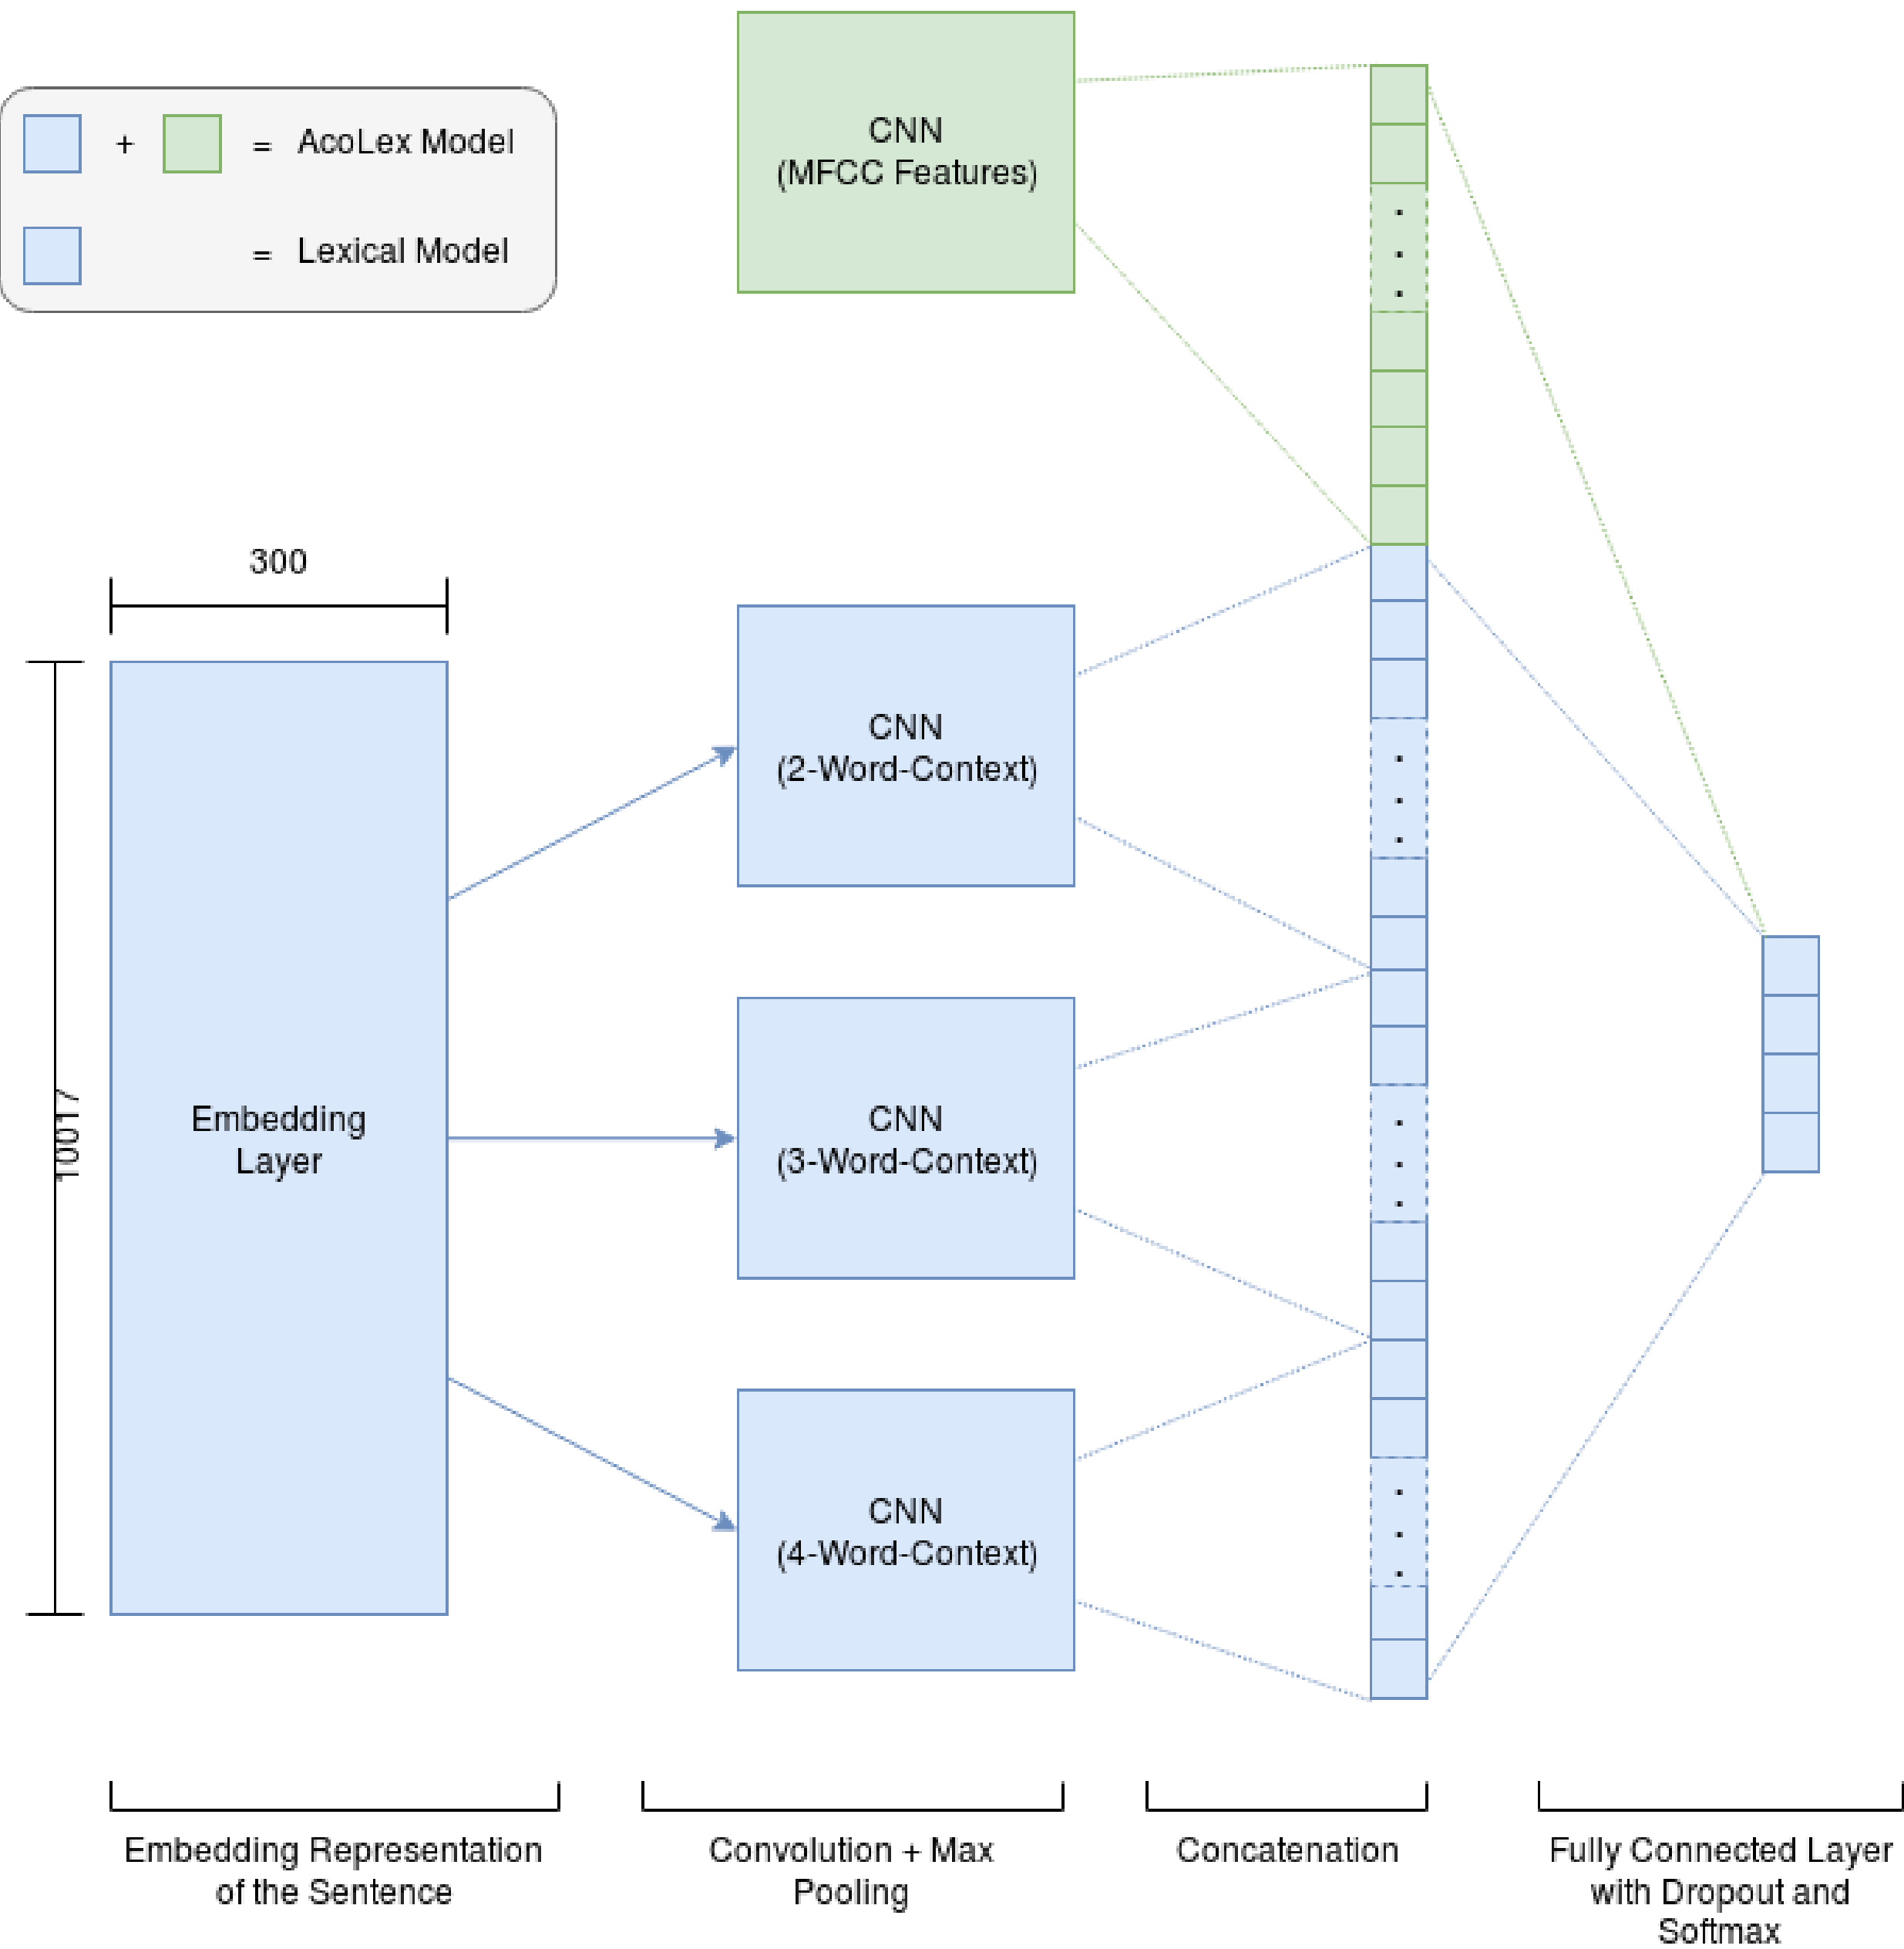 CNN
(MFCC Features)
+ = AcoLex Model
= Lexical Model
300
10017
Embedding
Layer
CNN
(2-Word-Context)
CNN
(3-Word-Context)
CNN
(4-Word-Context)
Embedding Representation
of the Sentence
Convolution + Max
Pooling
Concatenation
Fully Connected Layer
with Dropout and
Softmax